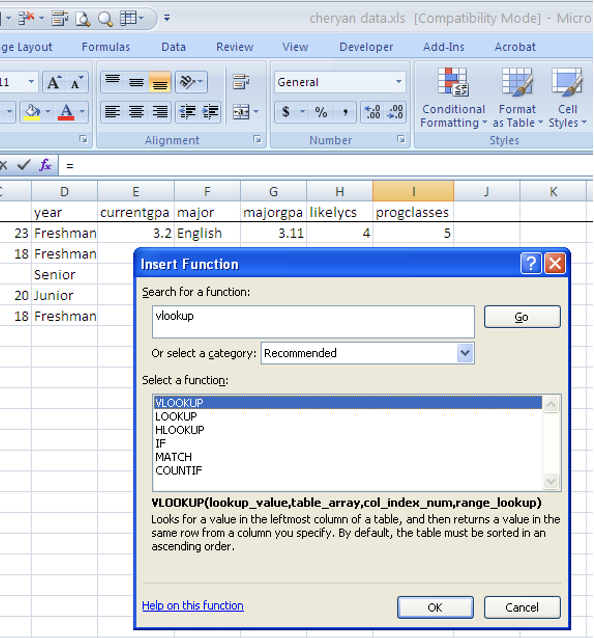 cheryan data.xls [Compatibility Mode] - Micro
ge Layout Formulas Data Review View Developer Add-Ins Acrobat
11 A A General
$ % , .00 .00 Conditional Formatting Format as Table Cell Styles
Alignment Number Styles
fx =
C D E F G H I J K
year currentgpa major majorgpa likelycs progclasses
23 Freshman 3.2 English 3.11 4 5
18 Freshman
Senior
20 Junior
18 Freshman
Insert Function
Search for a function:
vlookup Go
Or select a category: Recommended
Select a function:
VLOOKUP
LOOKUP
HLOOKUP
IF
MATCH
COUNTIF
VLOOKUP(lookup_value,table_array,col_index_num,range_lookup)
Looks for a value in the leftmost column of a table, and then returns a value in the
same row from a column you specify. By default, the table must be sorted in an
ascending order.
Help on this function OK Cancel